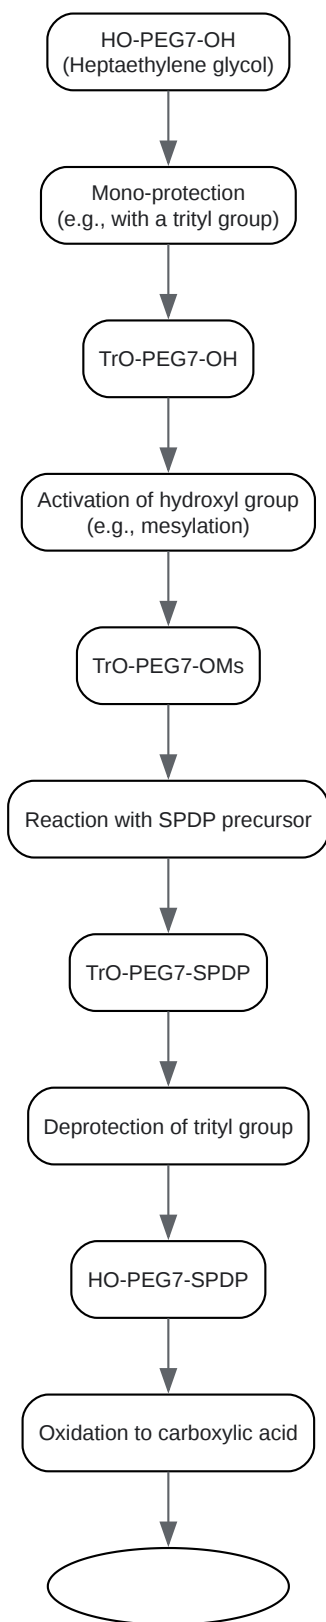 HO-PEG7-OH
(Heptaethylene glycol)
Mono-protection
(e.g., with a trityl group)
TrO-PEG7-OH
Activation of hydroxyl group
(e.g., mesylation)
TrO-PEG7-OMs
Reaction with SPDP precursor
TrO-PEG7-SPDP
Deprotection of trityl group
HO-PEG7-SPDP
Oxidation to carboxylic acid